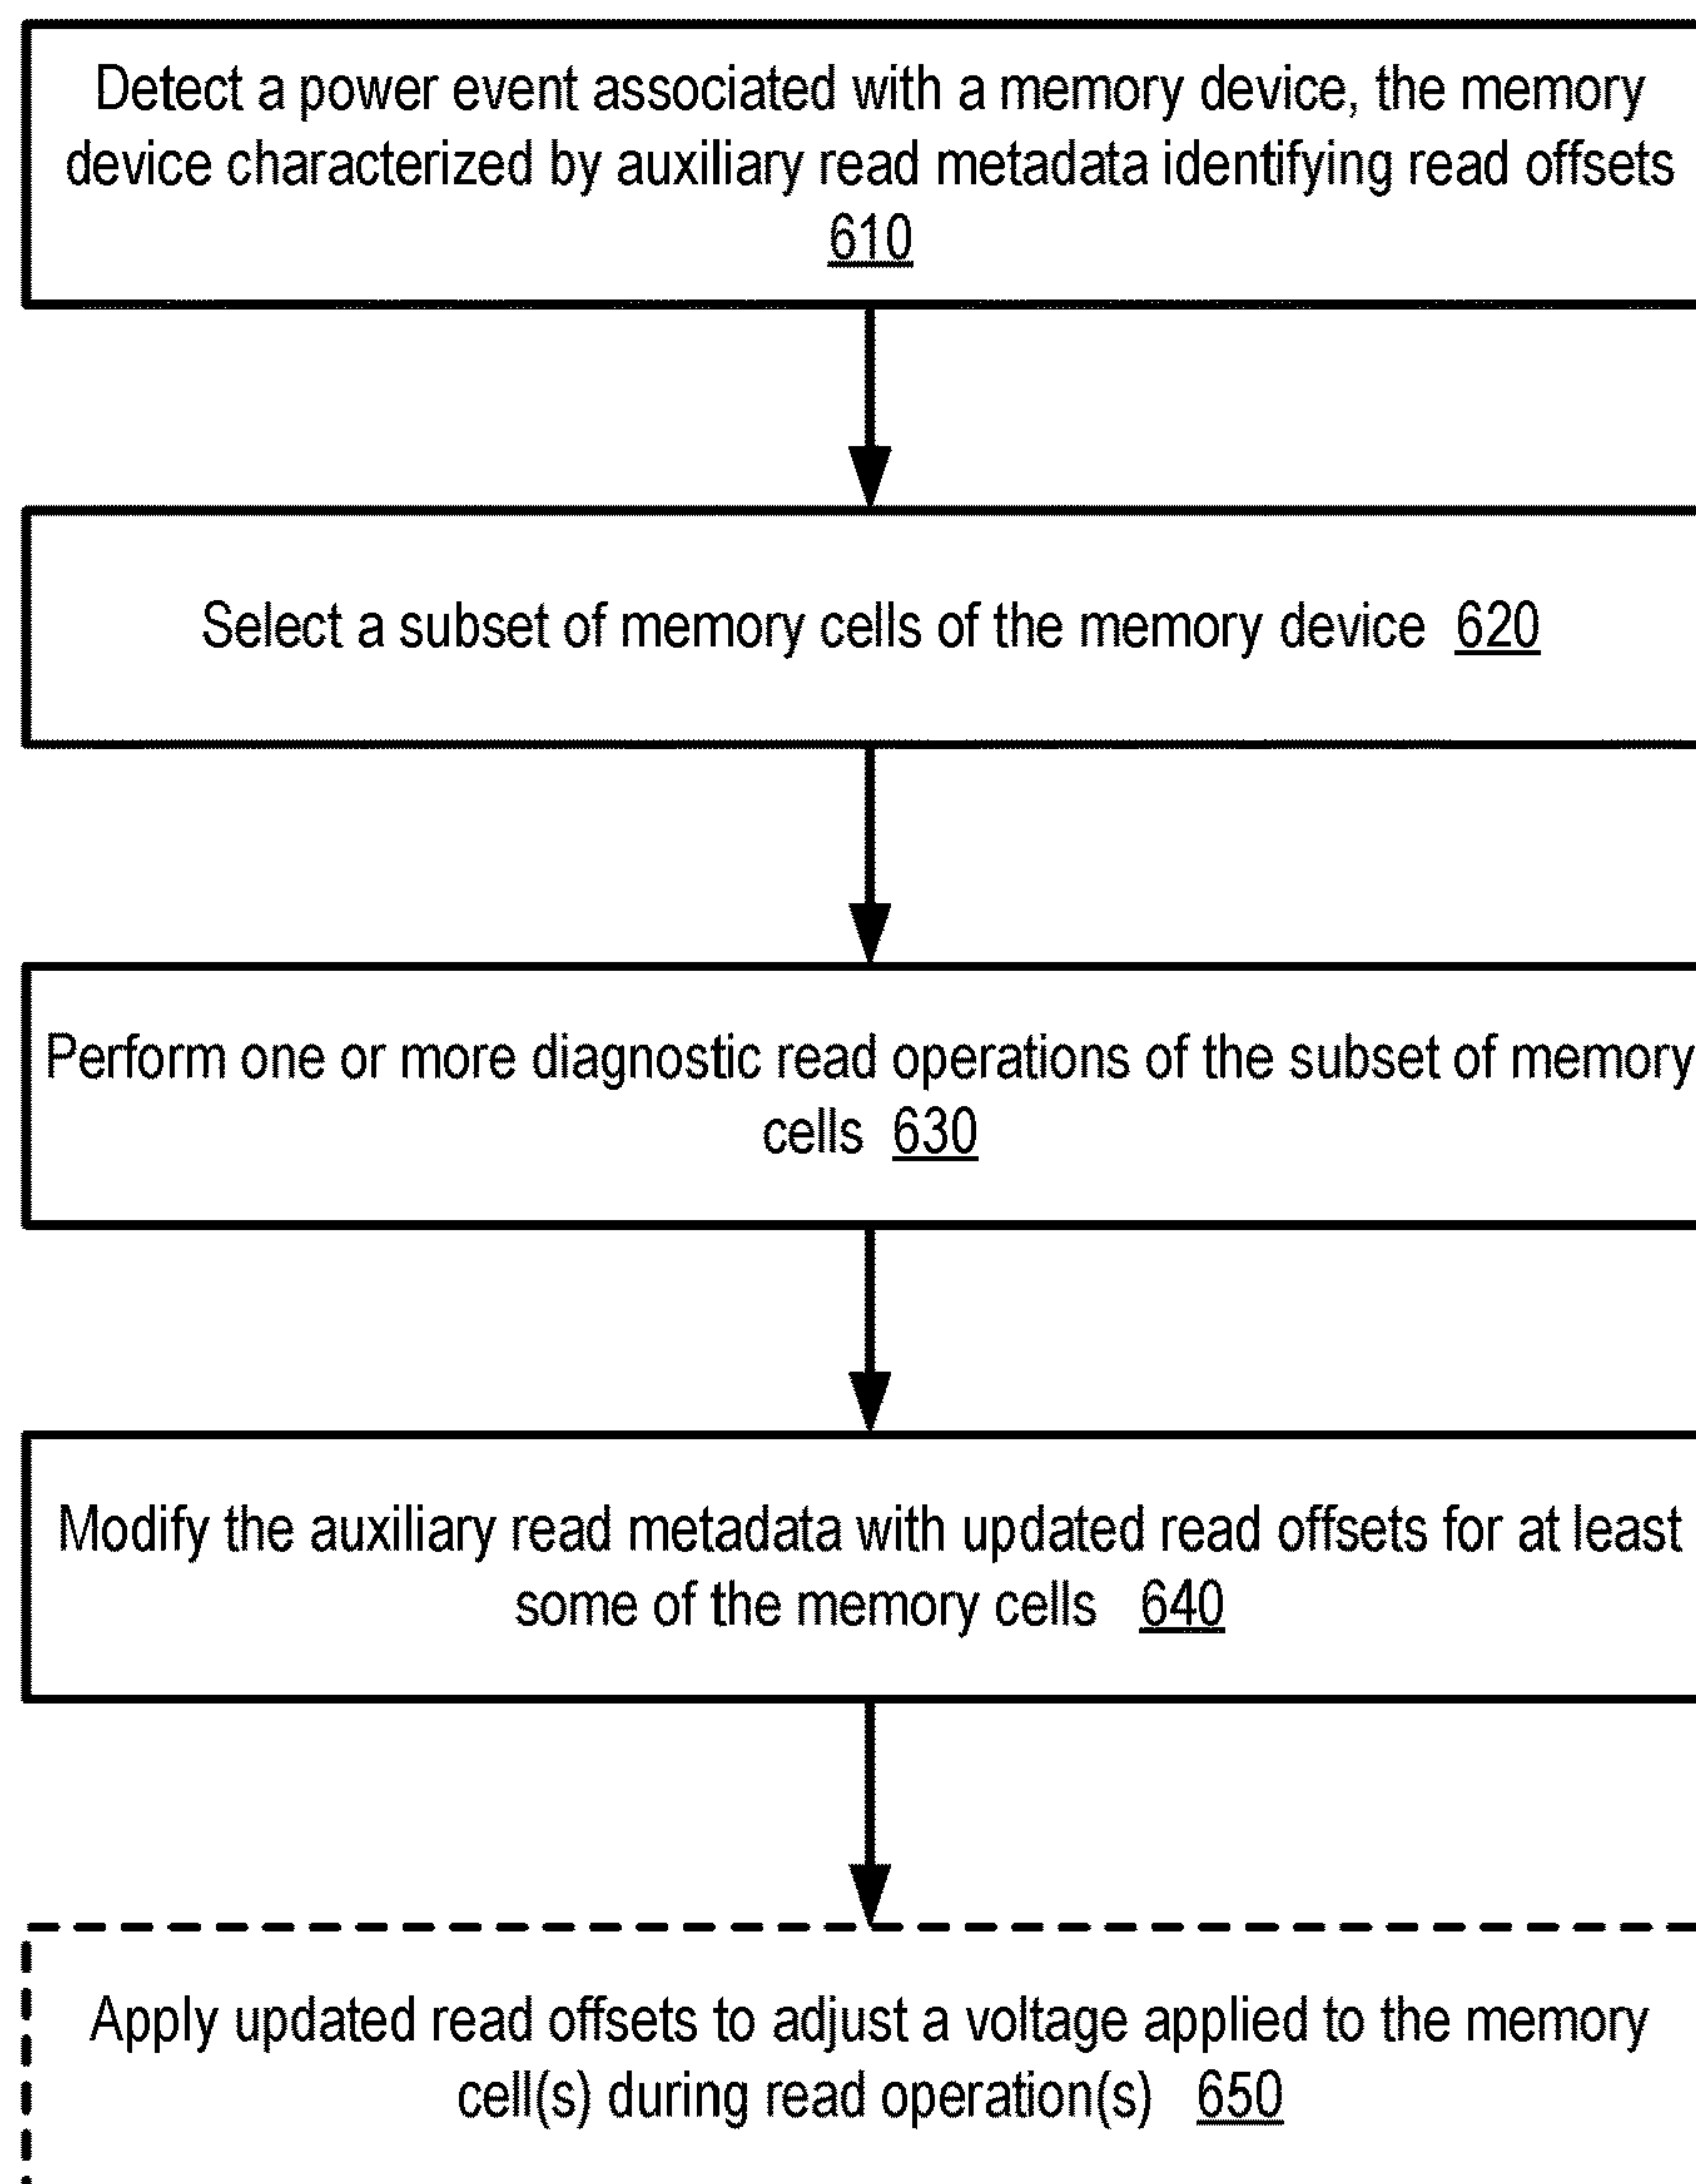 Detect a power event associated with a memory device, the memory
device characterized by auxiliary read metadata identifying read offsets
610
Select a subset of memory cells of the memory device 620
Perform one or more diagnostic read operations of the subset of memory
cells 630
Modify the auxiliary read metadata with updated read offsets for at least
some of the memory cells 640
Apply updated read offsets to adjust a voltage applied to the memory
cell(s) during read operation(s) 650